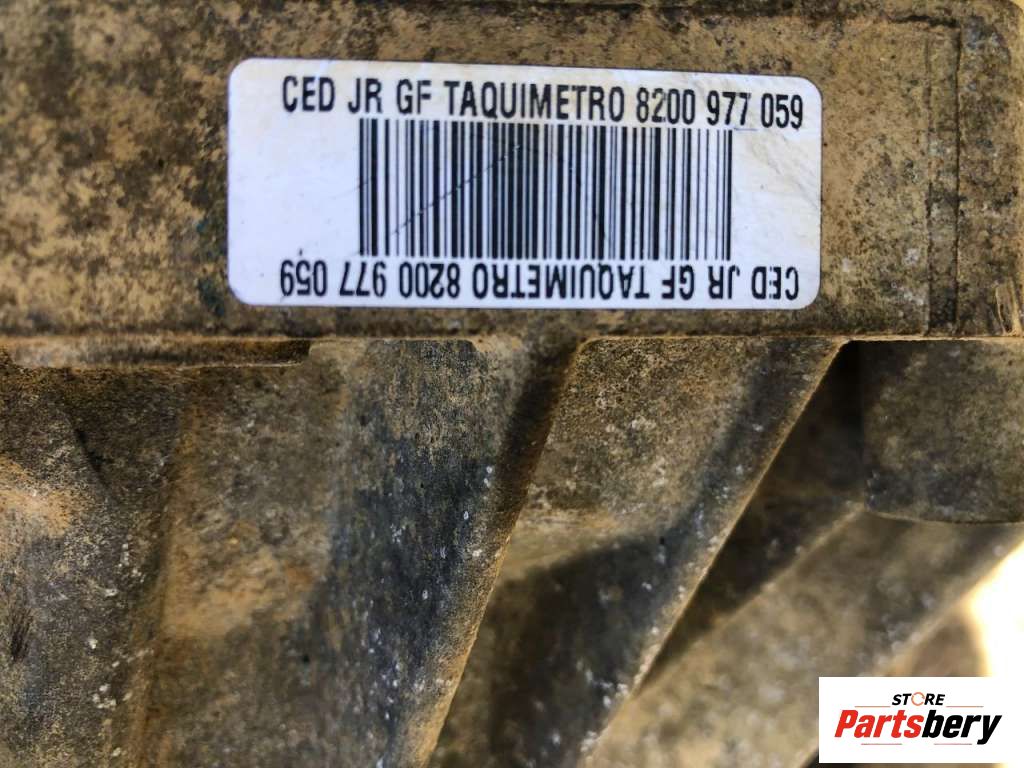 CED JR GF TAQUIMETRO 8200 977 059
CED JR GF TAQUIMETRO 8200 977 059
STORE
Partsbery